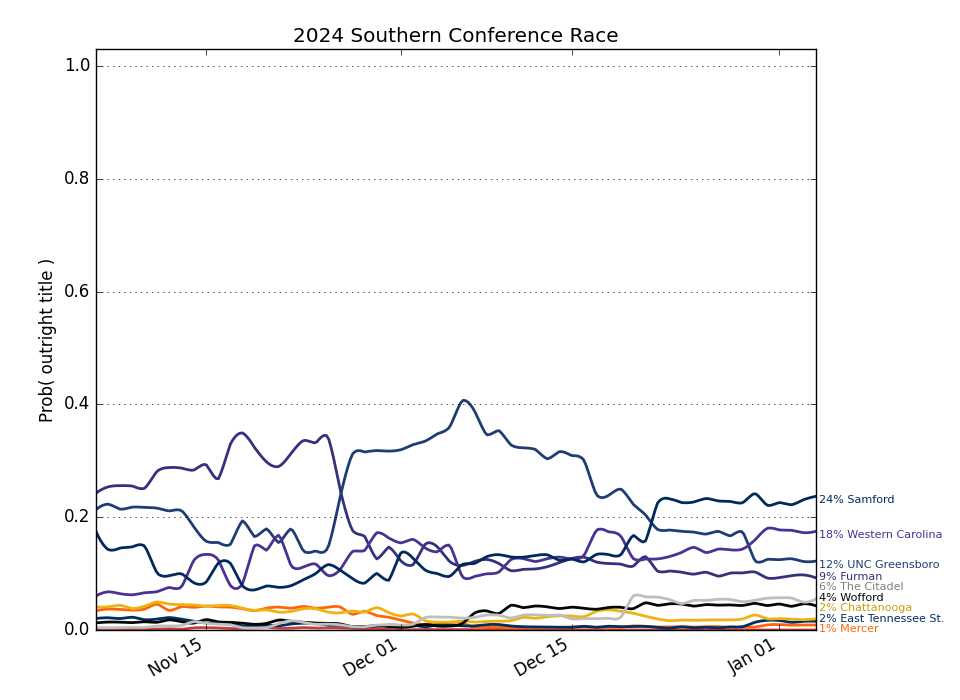 2024 Southern Conference Race
Prob( outright title )
1.0
0.8
0.6
0.4
0.2
0.0
Nov 15
Dec 01
Dec 15
Jan 01
24% Samford
18% Western Carolina
12% UNC Greensboro
9% Furman
6% The Citadel
4% Wofford
2% Chattanooga
2% East Tennessee St.
1% Mercer